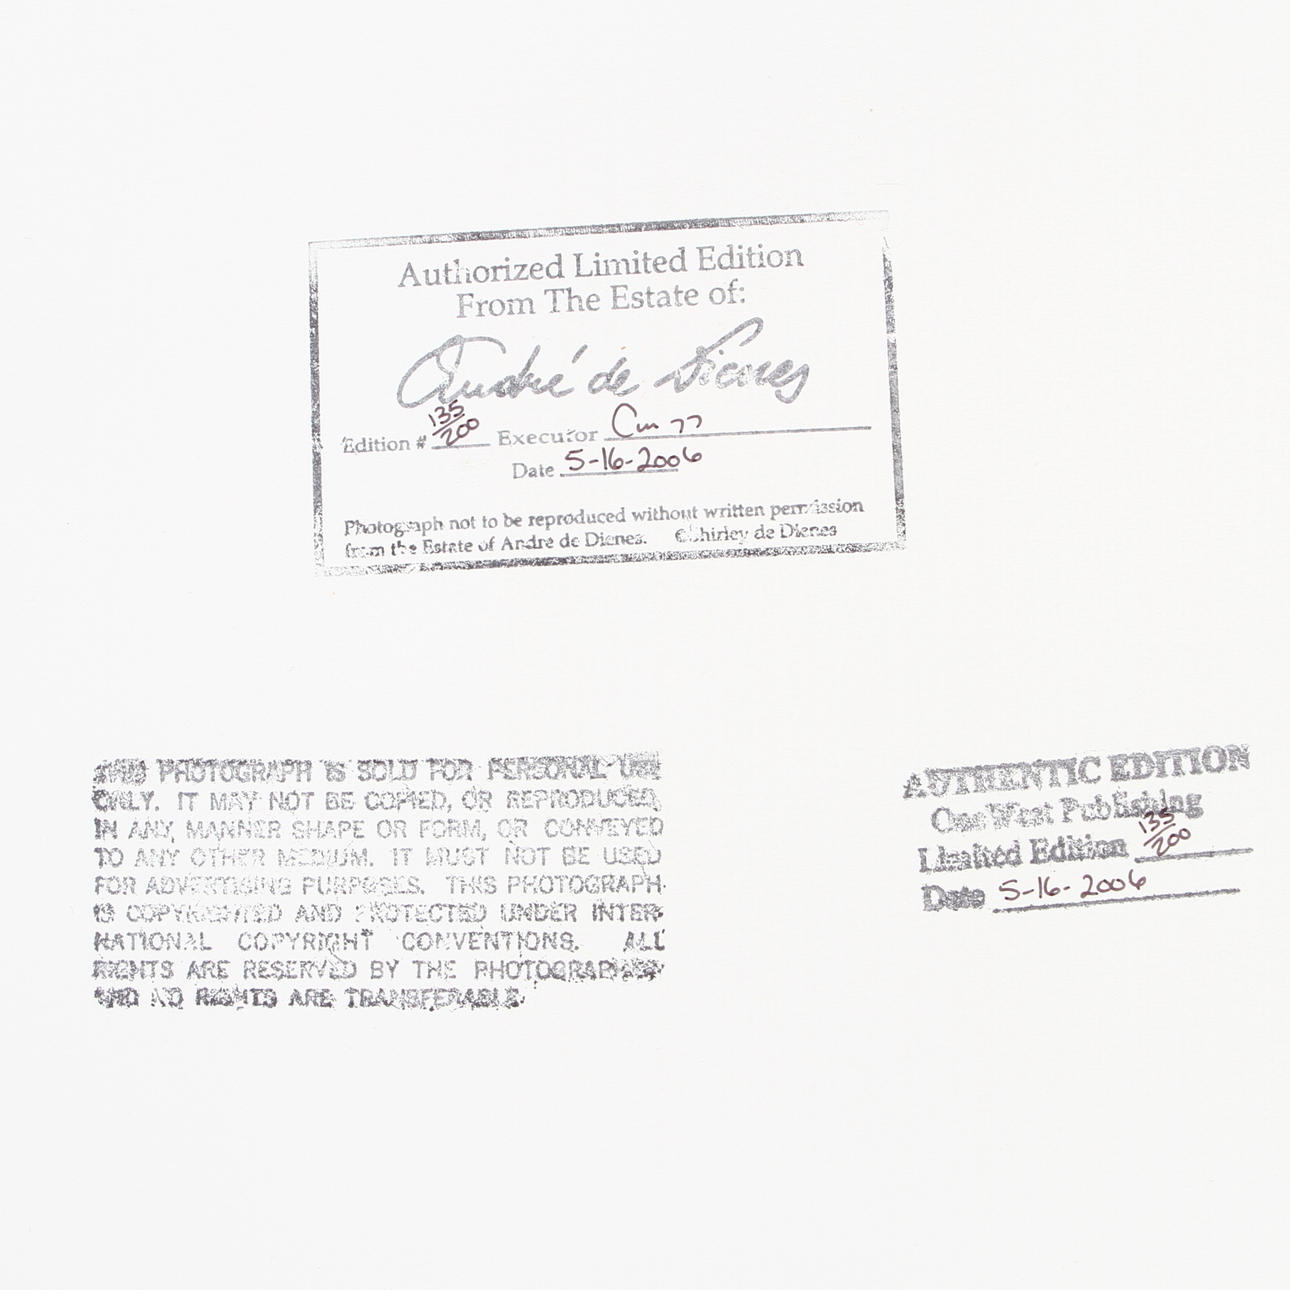 Authorized Limited Edition
From The Estate of:
André de Dienes
Edition # 135/200 Executor
Date 5-16-2006
Photograph not to be reproduced without written permission
from the Estate of André de Dienes. ©Shirley de Dienes
THIS PHOTOGRAPH IS SOLD FOR PERSONAL USE
ONLY. IT MAY NOT BE COPIED, OR REPRODUCED,
IN ANY, MANNER SHAPE OR FORM, OR CONVEYED
TO ANY OTHER MEDIUM. IT MUST NOT BE USED
FOR ADVERTISING PURPOSES. THIS PHOTOGRAPH
IS COPYRIGHTED AND PROTECTED UNDER INTER-
NATIONAL COPYRIGHT CONVENTIONS. ALL
RIGHTS ARE RESERVED BY THE PHOTOGRAPHER
AND NO RIGHTS ARE TRANSFERABLE.
AUTHENTIC EDITION
OneWest Publishing
Limited Edition 135/200
Date 5-16-2006